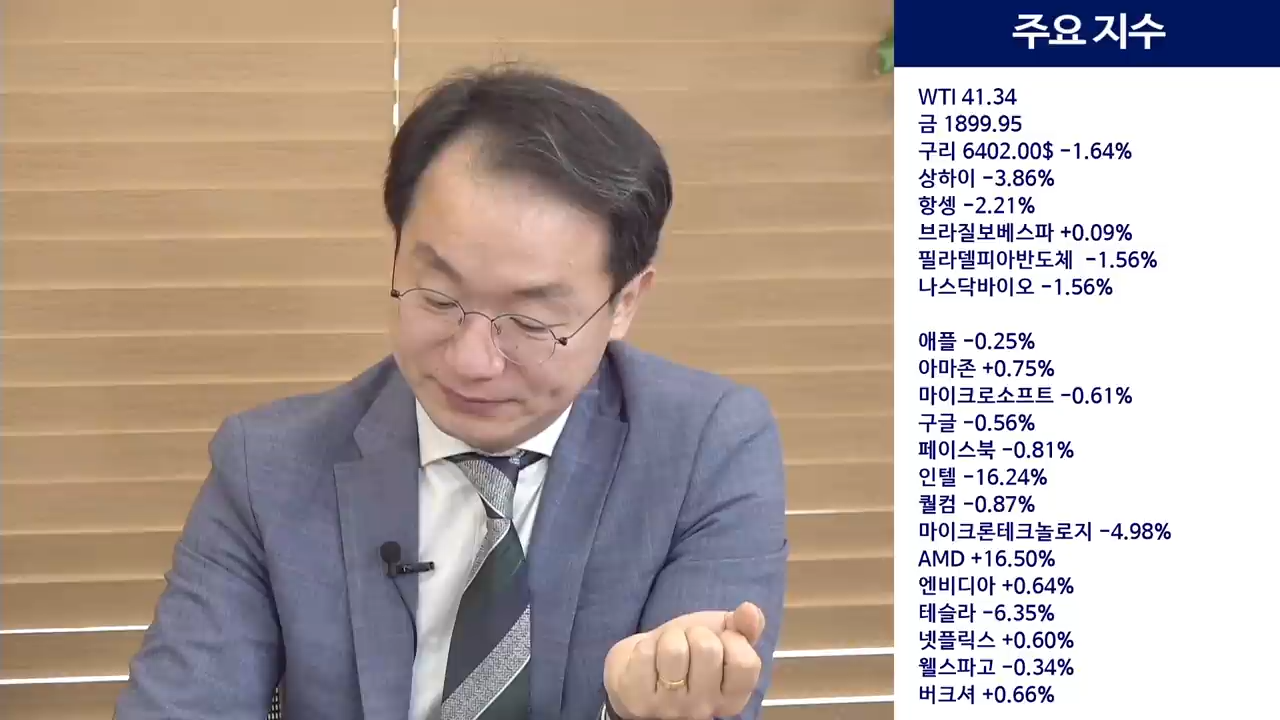 주요 지수
WTI 41.34
금 1899.95
구리 6402.00$ -1.64%
상하이 -3.86%
항셍 -2.21%
브라질보베스파 +0.09%
필라델피아반도체 -1.56%
나스닥바이오 -1.56%
애플 -0.25%
아마존 +0.75%
마이크로소프트 -0.61%
구글 -0.56%
페이스북 -0.81%
인텔 -16.24%
퀄컴 -0.87%
마이크론테크놀로지 -4.98%
AMD +16.50%
엔비디아 +0.64%
테슬라 -6.35%
넷플릭스 +0.60%
웰스파고 -0.34%
버크셔 +0.66%